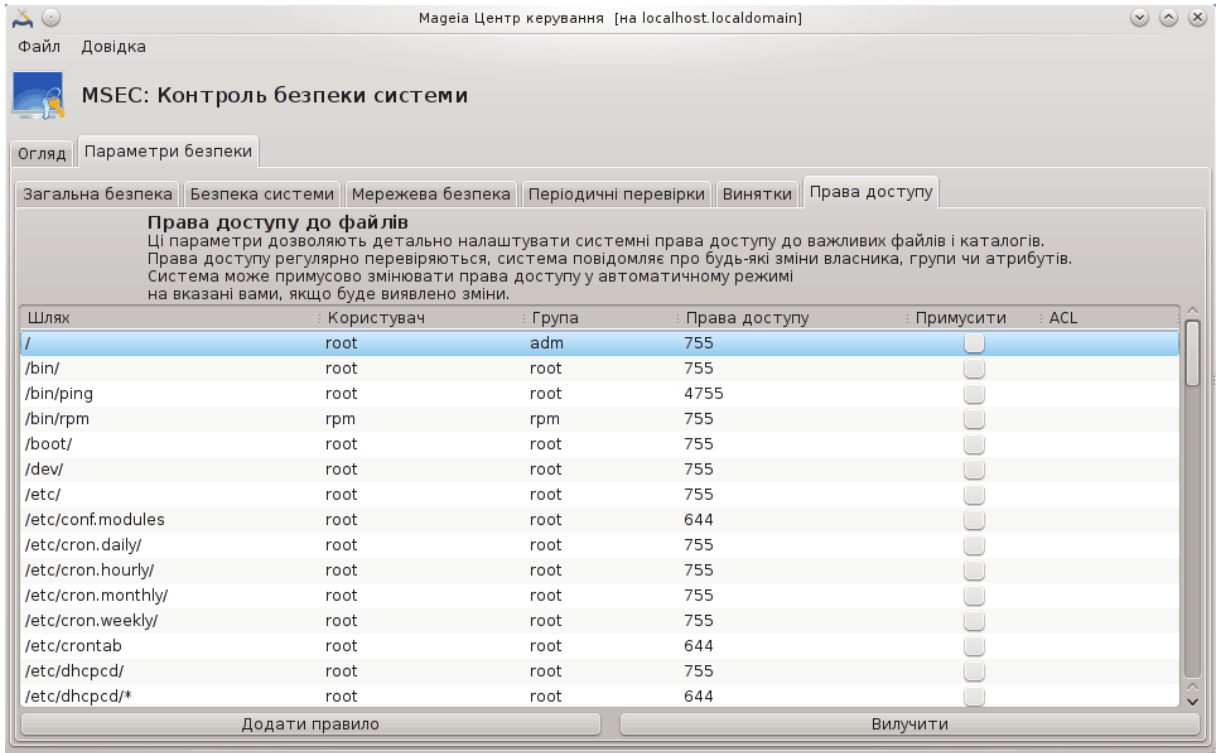 Mageia Центр керування [на localhost.localdomain]
Файл Довідка
MSEC: Контроль безпеки системи
Огляд Параметри безпеки
Загальна безпека Безпека системи Мережева безпека Періодичні перевірки Винятки Права доступу
Права доступу до файлів
Ці параметри дозволяють детально налаштувати системні права доступу до важливих файлів і каталогів.
Права доступу регулярно перевіряються, система повідомляє про будь-які зміни власника, групи чи атрибутів.
Система може примусово змінювати права доступу у автоматичному режимі
на вказані вами, якщо буде виявлено зміни.
Шлях Користувач Група Права доступу Примусити ACL
/ root adm 755
/bin/ root root 755
/bin/ping root root 4755
/bin/rpm rpm rpm 755
/boot/ root root 755
/dev/ root root 755
/etc/ root root 755
/etc/conf.modules root root 644
/etc/cron.daily/ root root 755
/etc/cron.hourly/ root root 755
/etc/cron.monthly/ root root 755
/etc/cron.weekly/ root root 755
/etc/crontab root root 644
/etc/dhcpcd/ root root 755
/etc/dhcpcd/* root root 644
Додати правило Вилучити